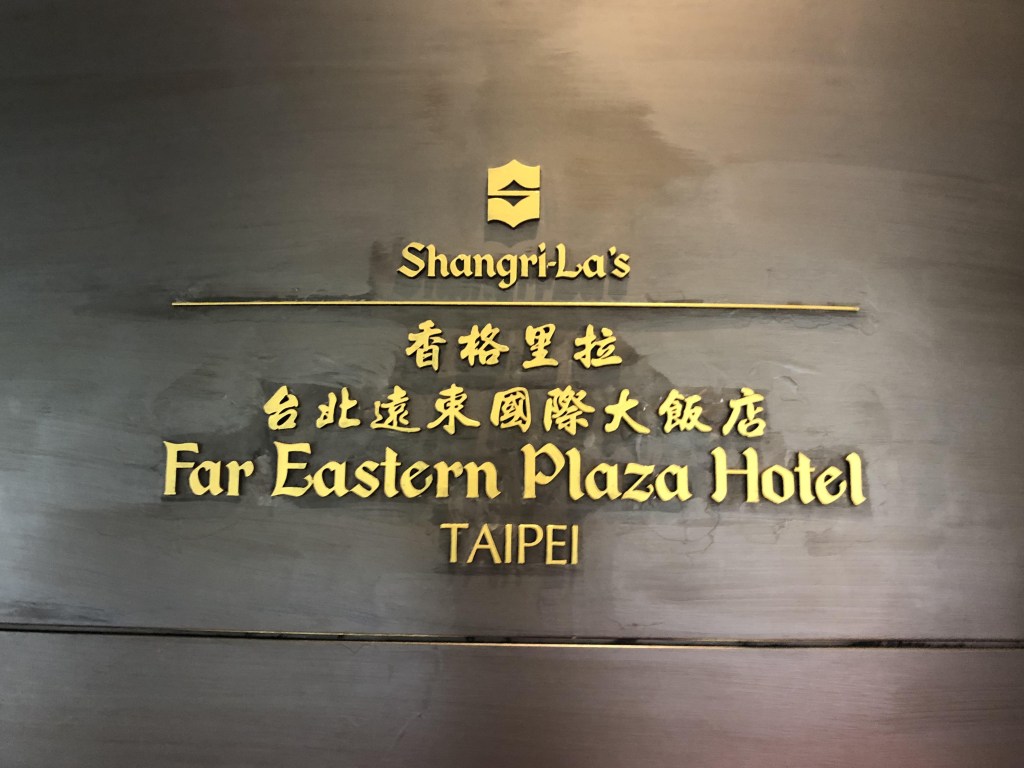 Shangri-La's
香格里拉
台北遠東國際大飯店
Far Eastern Plaza Hotel
TAIPEI